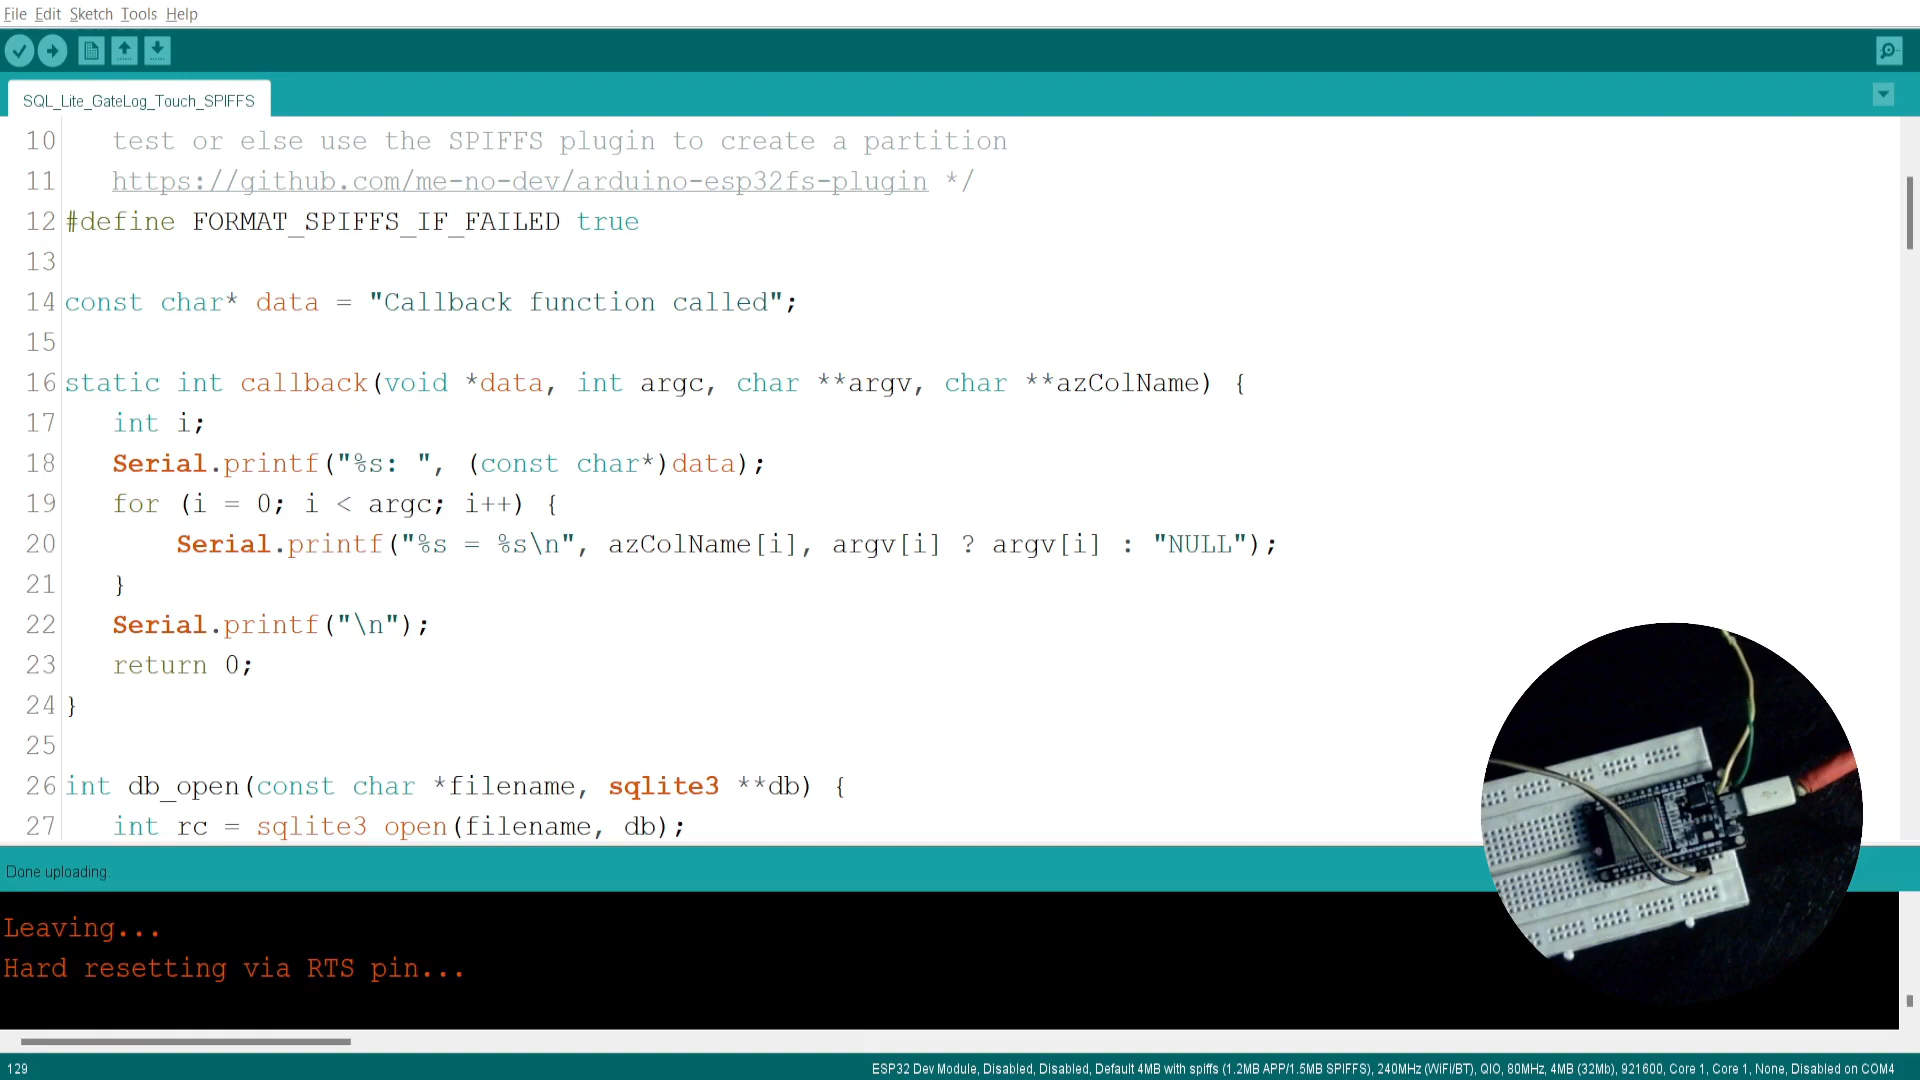 File Edit Sketch Tools Help
SQL_Lite_GateLog_Touch_SPIFFS
10 test or else use the SPIFFS plugin to create a partition
11 https://github.com/me-no-dev/arduino-esp32fs-plugin */
12 #define FORMAT_SPIFFS_IF_FAILED true
13
14 const char* data = "Callback function called";
15
16 static int callback(void *data, int argc, char **argv, char **azColName) {
17 int i;
18 Serial.printf("%s: ", (const char*)data);
19 for (i = 0; i < argc; i++) {
20 Serial.printf("%s = %s\n", azColName[i], argv[i] ? argv[i] : "NULL");
21 }
22 Serial.printf("\n");
23 return 0;
24 }
25
26 int db_open(const char *filename, sqlite3 **db) {
27 int rc = sqlite3_open(filename, db);
Done uploading.
Leaving...
Hard resetting via RTS pin...
129 ESP32 Dev Module, Disabled, Disabled, Default 4MB with spiffs (1.2MB APP/1.5MB SPIFFS), 240MHz (WiFi/BT), QIO, 80MHz, 4MB (32Mb), 921600, Core 1, Core 1, None, Disabled on COM4